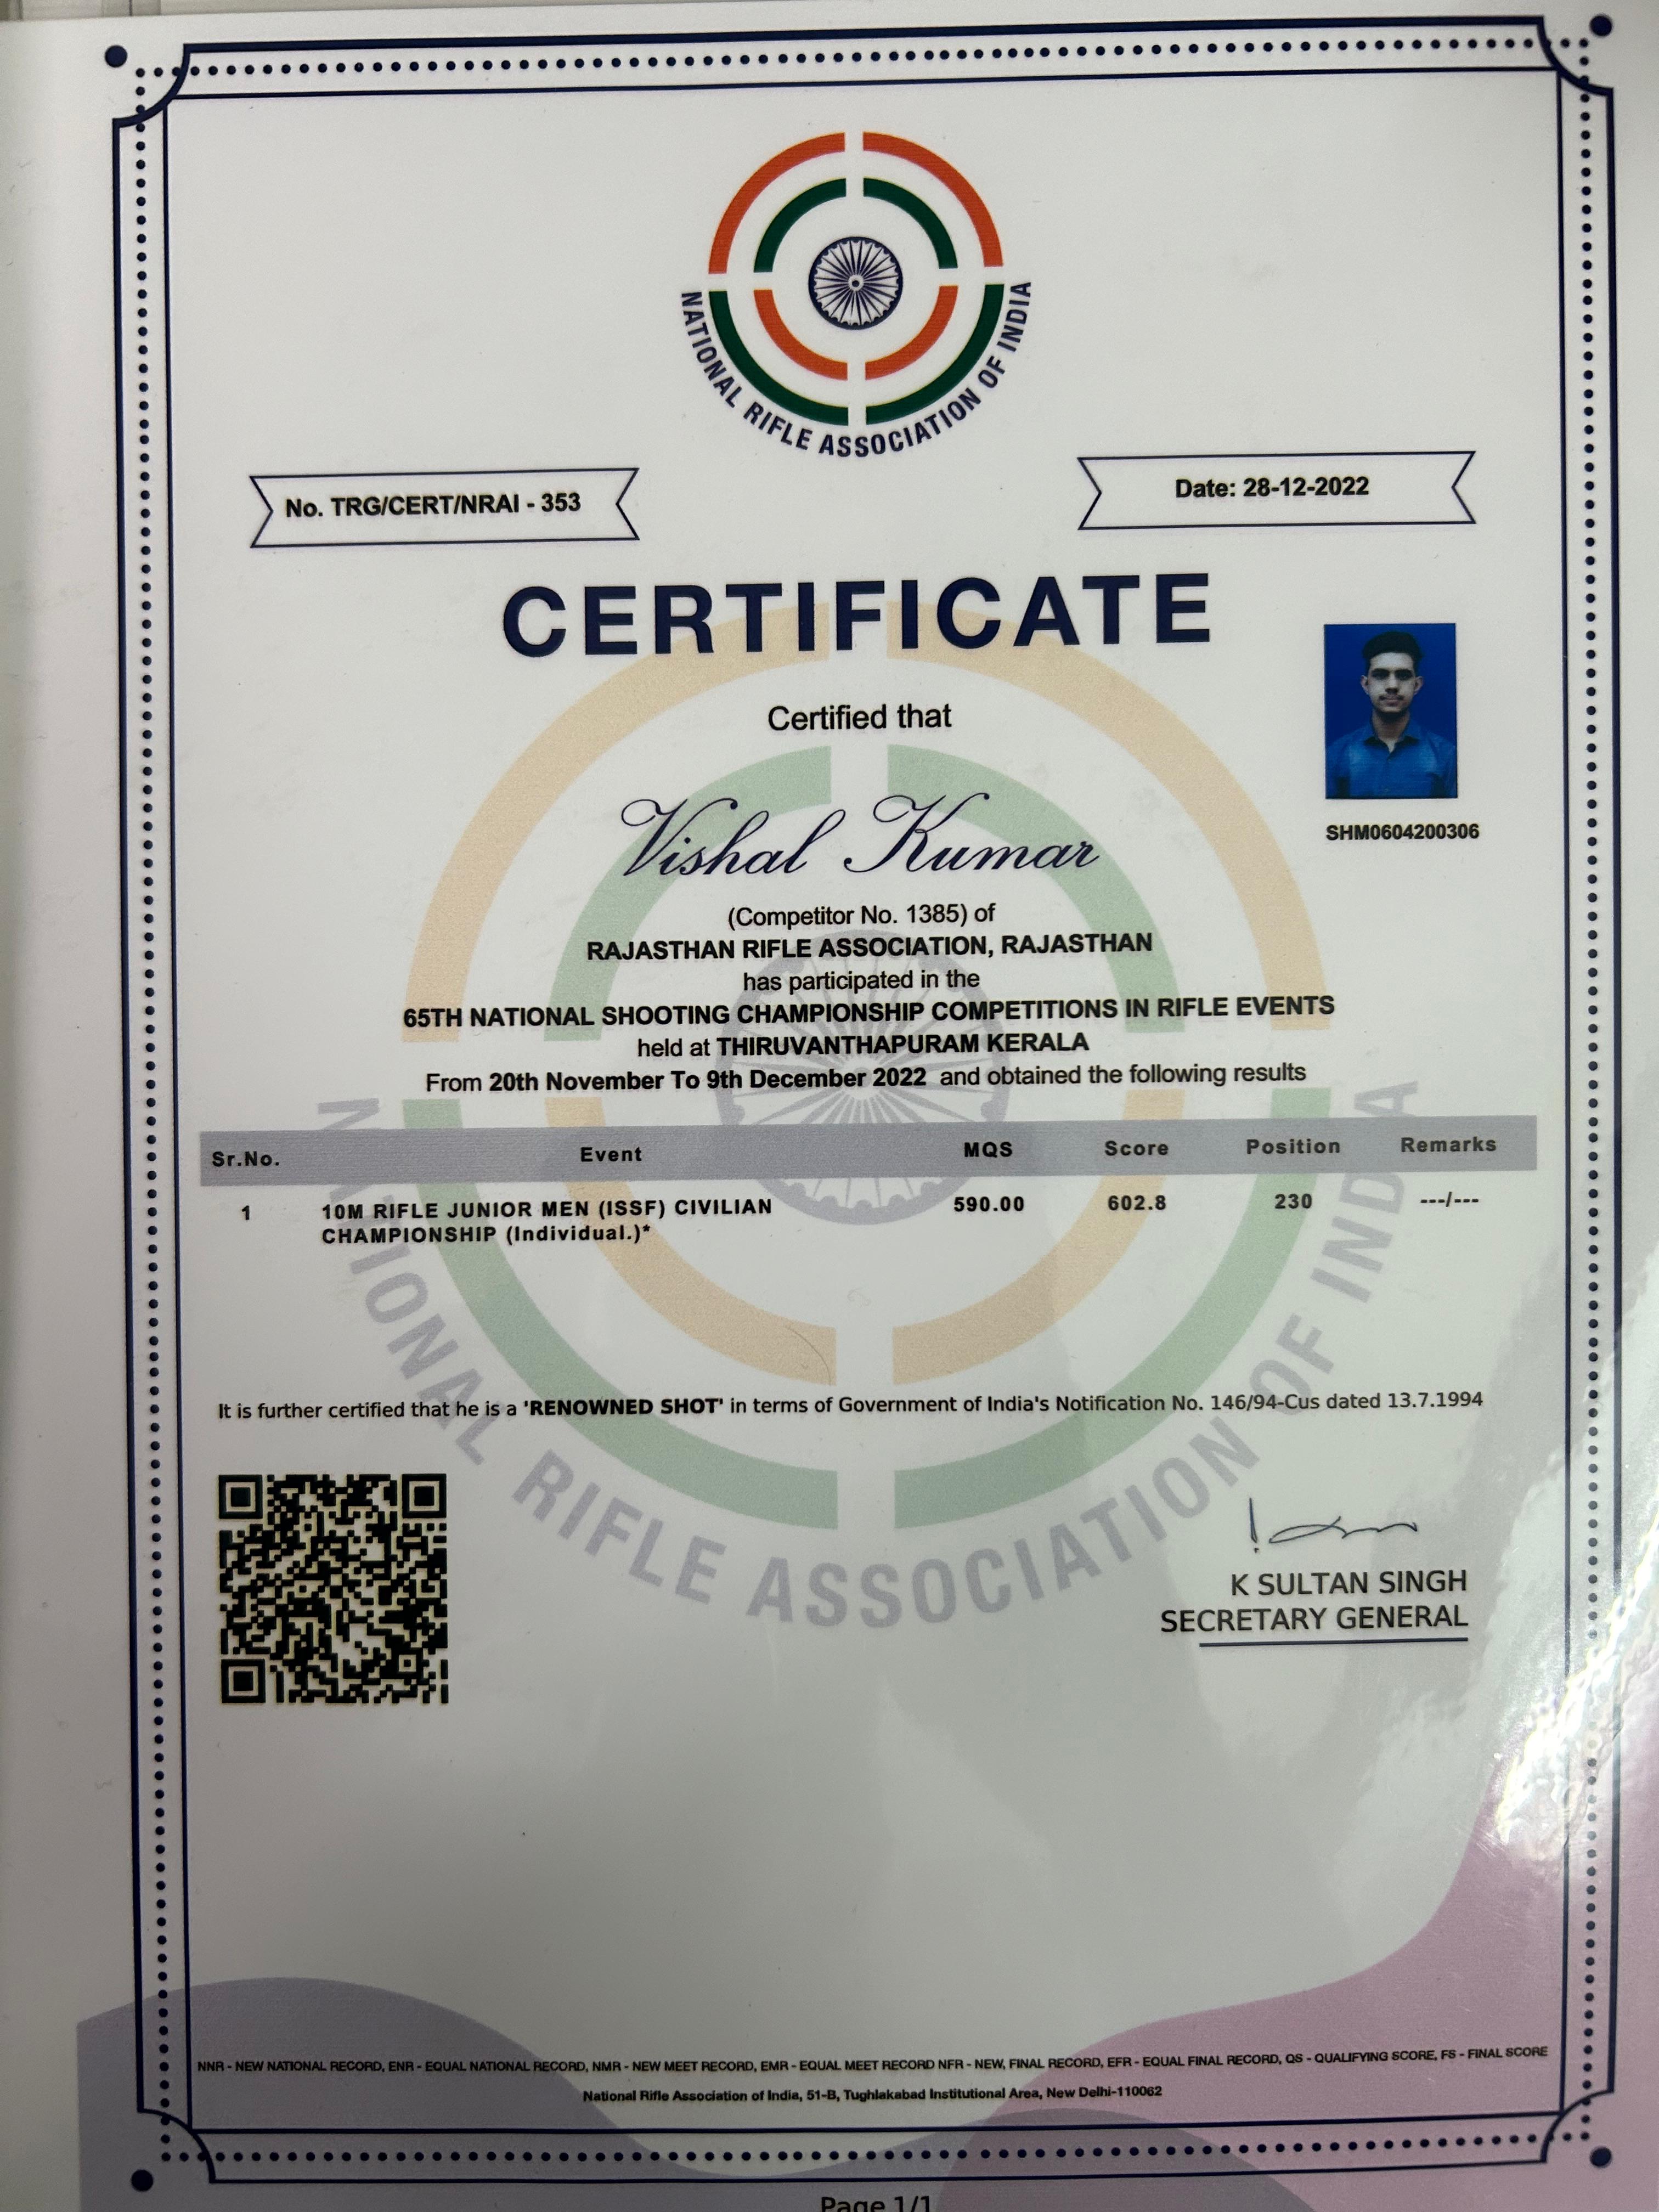 NATIONAL RIFLE ASSOCIATION OF INDIA
No. TRG/CERT/NRAI - 353
Date: 28-12-2022
CERTIFICATE
Certified that
Vishal Kumar
SHM0604200306
(Competitor No. 1385) of
RAJASTHAN RIFLE ASSOCIATION, RAJASTHAN
has participated in the
65TH NATIONAL SHOOTING CHAMPIONSHIP COMPETITIONS IN RIFLE EVENTS
held at THIRUVANTHAPURAM KERALA
From 20th November To 9th December 2022 and obtained the following results
Sr.No. Event MQS Score Position Remarks
1 10M RIFLE JUNIOR MEN (ISSF) CIVILIAN 590.00 602.8 230 ---/---
CHAMPIONSHIP (Individual.)*
It is further certified that he is a 'RENOWNED SHOT' in terms of Government of India's Notification No. 146/94-Cus dated 13.7.1994
NATIONAL RIFLE ASSOCIATION OF INDIA
K SULTAN SINGH
SECRETARY GENERAL
NNR - NEW NATIONAL RECORD, ENR - EQUAL NATIONAL RECORD, NMR - NEW MEET RECORD, EMR - EQUAL MEET RECORD NFR - NEW, FINAL RECORD, EFR - EQUAL FINAL RECORD, QS - QUALIFYING SCORE, FS - FINAL SCORE
National Rifle Association of India, 51-B, Tughlakabad Institutional Area, New Delhi-110062
Page 1/1